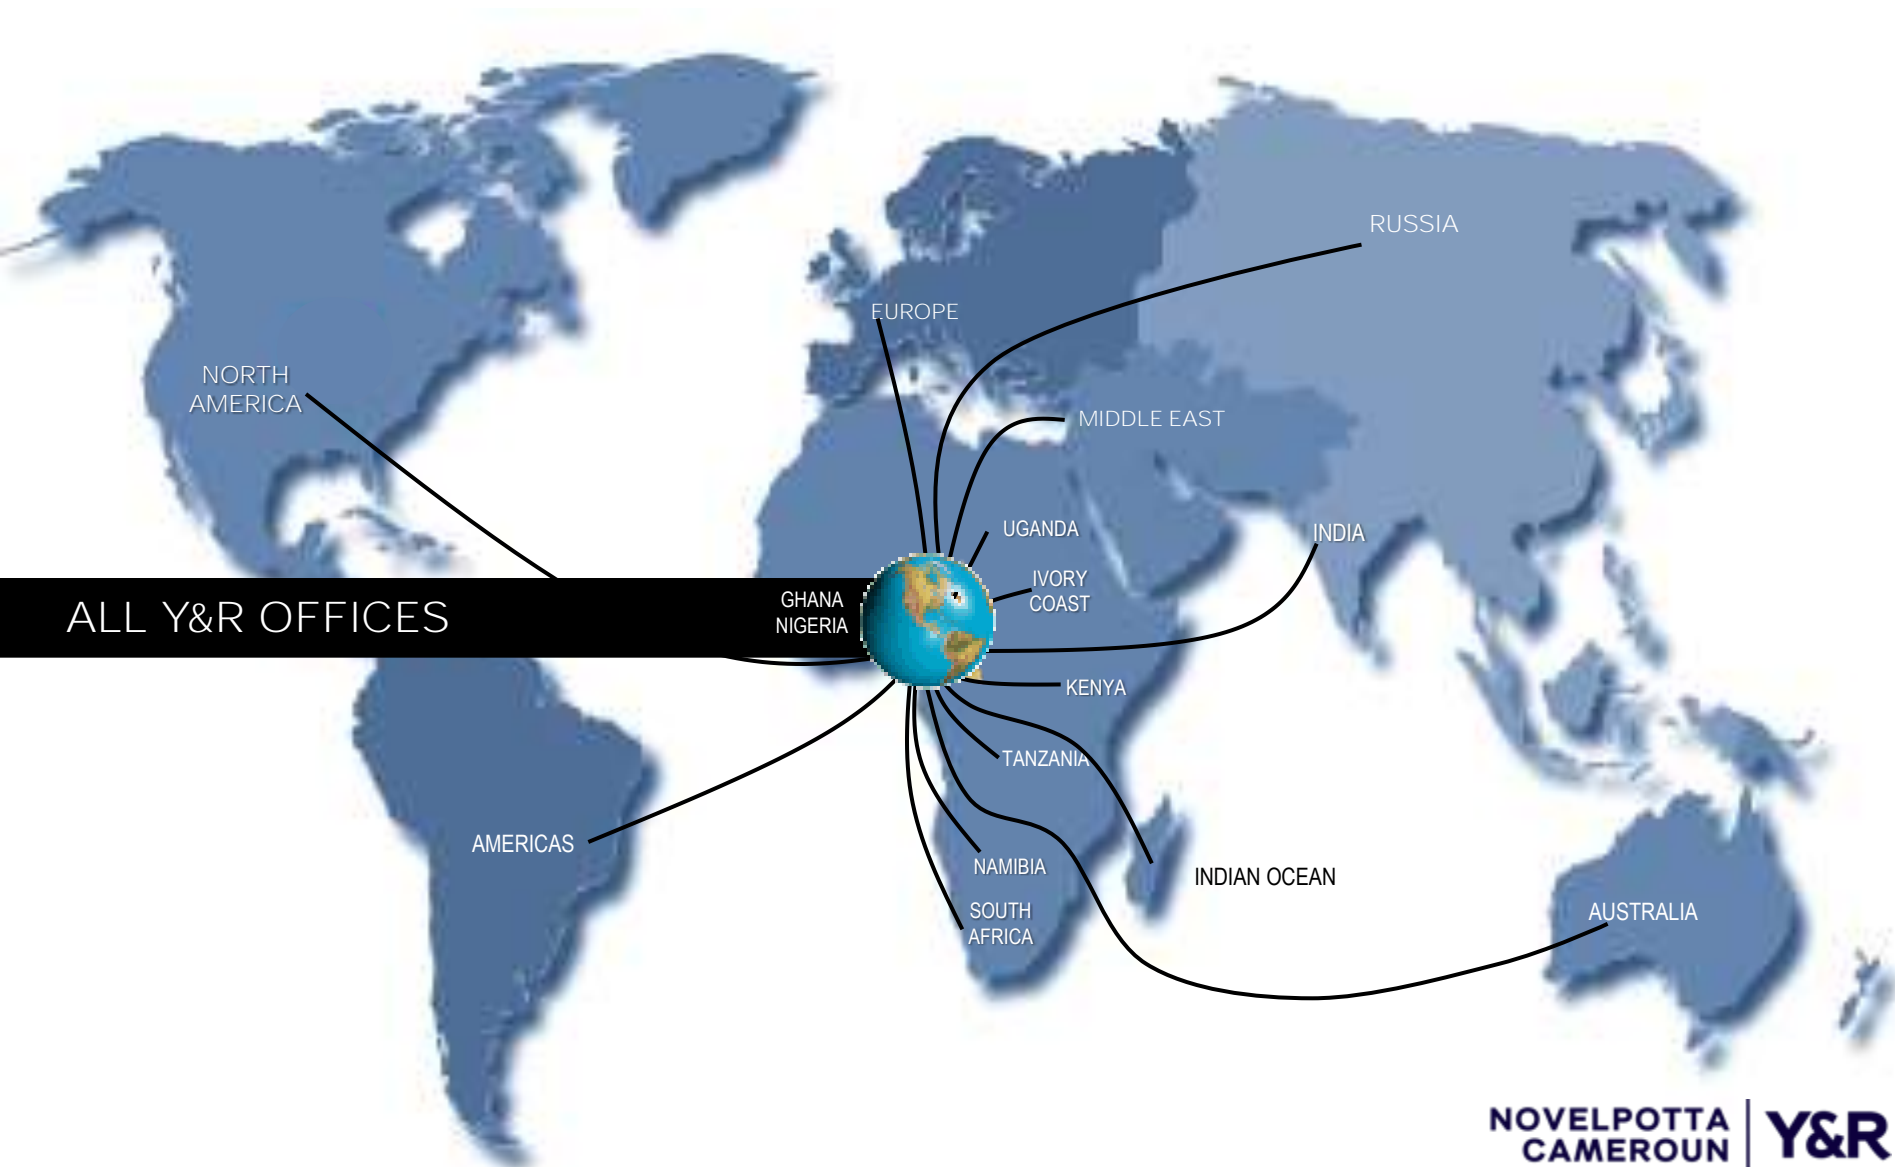 RUSSIA
EUROPE
NORTH
AMERICA
MIDDLE EAST
UGANDA
INDIA
IVORY
COAST
GHANA
NIGERIA
ALL Y&R OFFICES
KENYA
TANZANIA
AMERICAS
NAMIBIA
INDIAN OCEAN
SOUTH
AFRICA
AUSTRALIA
NOVELPOTTA
CAMEROUN
Y&R